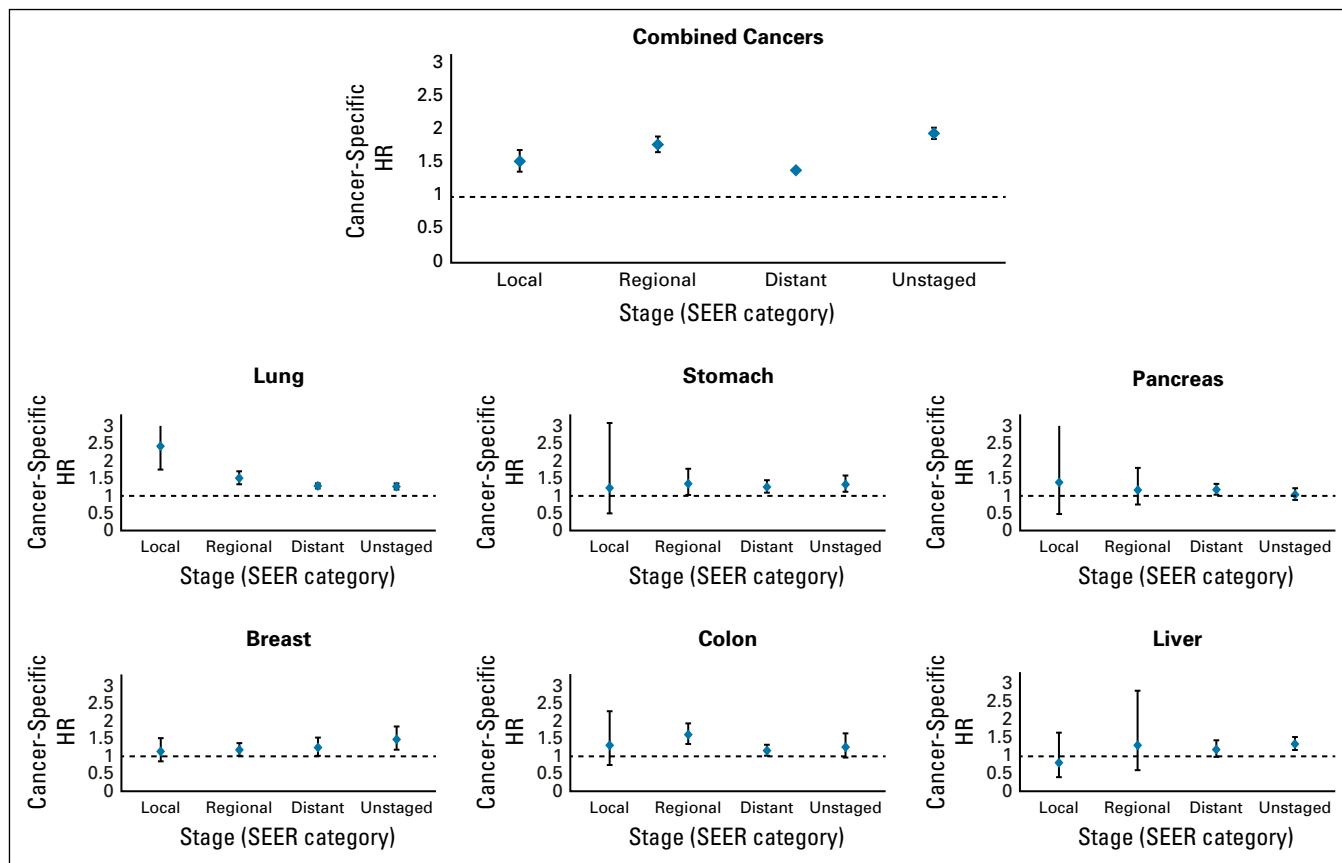 Combined Cancers
Cancer-Specific
HR
3
2.5
2
1.5
1
0.5
0
Local Regional Distant Unstaged
Stage (SEER category)
Lung
Cancer-Specific
HR
3
2.5
2
1.5
1
0.5
0
Local Regional Distant Unstaged
Stage (SEER category)
Stomach
Cancer-Specific
HR
3
2.5
2
1.5
1
0.5
0
Local Regional Distant Unstaged
Stage (SEER category)
Pancreas
Cancer-Specific
HR
3
2.5
2
1.5
1
0.5
0
Local Regional Distant Unstaged
Stage (SEER category)
Breast
Cancer-Specific
HR
3
2.5
2
1.5
1
0.5
0
Local Regional Distant Unstaged
Stage (SEER category)
Colon
Cancer-Specific
HR
3
2.5
2
1.5
1
0.5
0
Local Regional Distant Unstaged
Stage (SEER category)
Liver
Cancer-Specific
HR
3
2.5
2
1.5
1
0.5
0
Local Regional Distant Unstaged
Stage (SEER category)